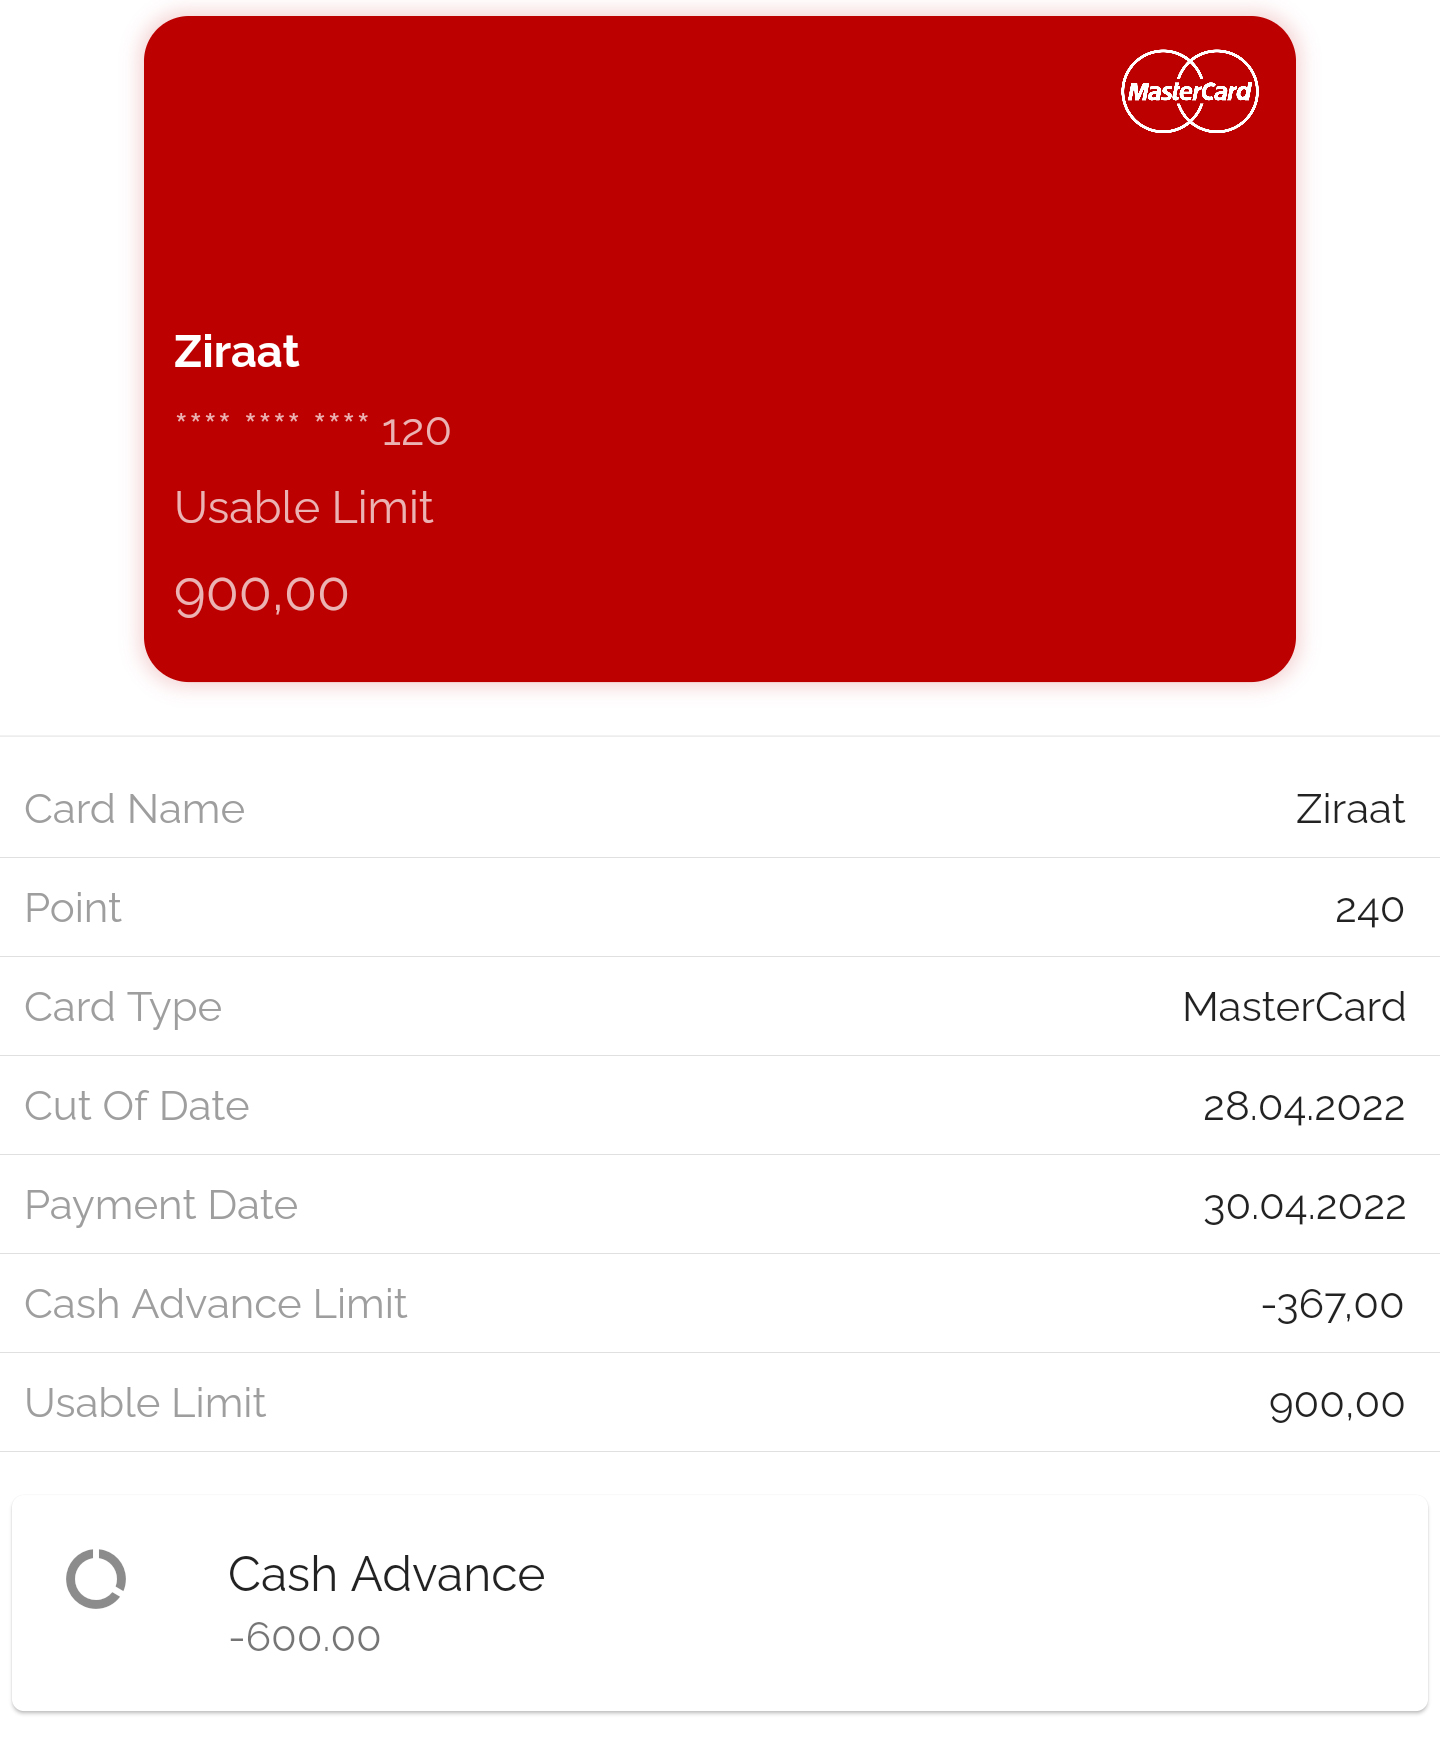 MasterCard
Ziraat
**** **** **** 120
Usable Limit
900,00
Card Name Ziraat
Point 240
Card Type MasterCard
Cut Of Date 28.04.2022
Payment Date 30.04.2022
Cash Advance Limit -367,00
Usable Limit 900,00
Cash Advance
-600.00